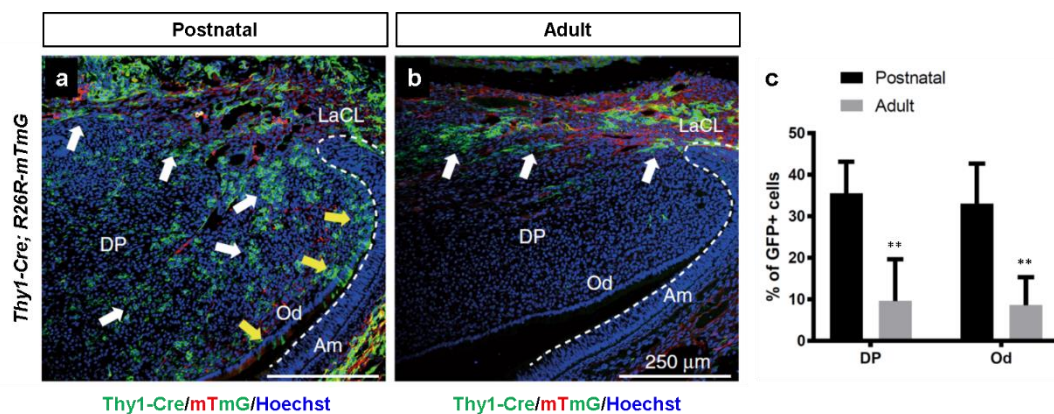 Postnatal
Adult
Thy1-Cre; R26R-mTmG
a
LaCL
DP
Od
Am
b
LaCL
DP
Od
Am
250 µm
Thy1-Cre/mTmG/Hoechst
Thy1-Cre/mTmG/Hoechst
c
Postnatal
Adult
% of GFP+ cells
50
40
30
20
10
0
**
**
DP
Od